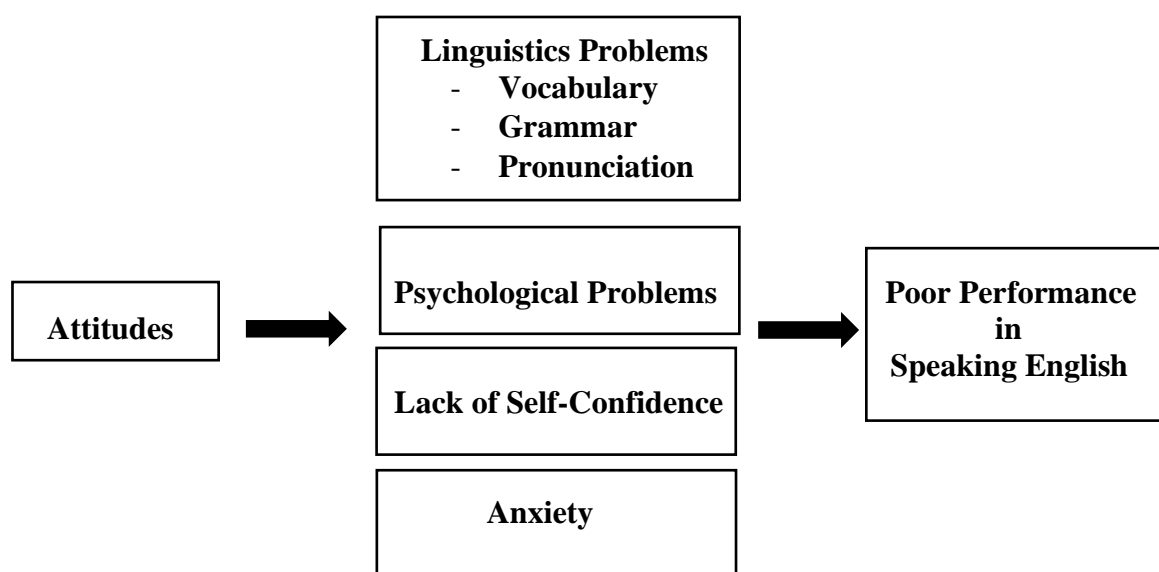 Linguistics Problems
- Vocabulary
- Grammar
- Pronunciation
Attitudes
Psychological Problems
Lack of Self-Confidence
Anxiety
Poor Performance
in
Speaking English